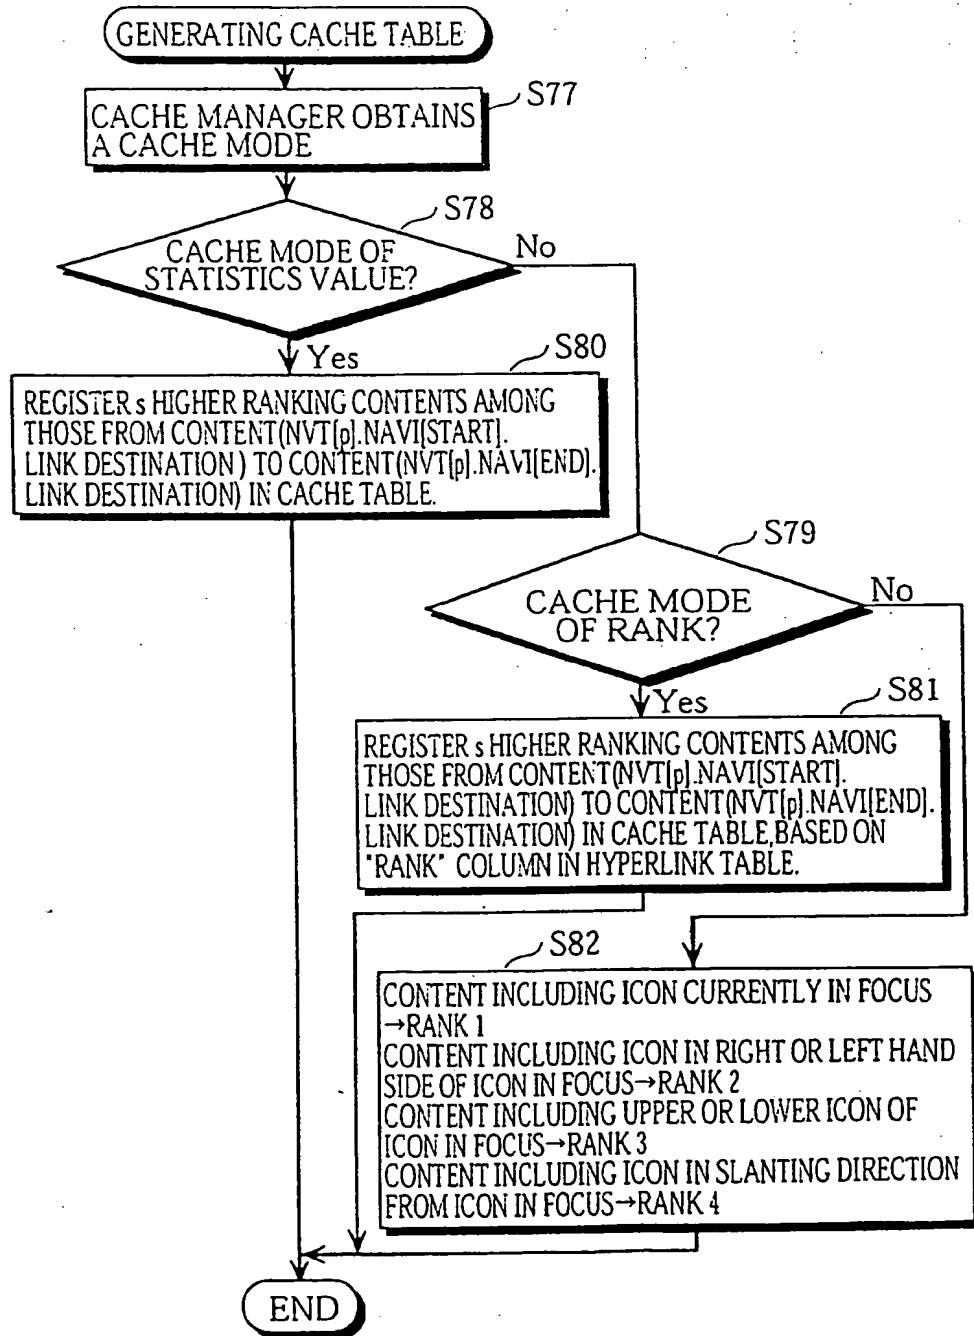 GENERATING CACHE TABLE
S77
CACHE MANAGER OBTAINS
A CACHE MODE
S78
CACHE MODE OF
STATISTICS VALUE?
No
Yes
S80
REGISTER s HIGHER RANKING CONTENTS AMONG
THOSE FROM CONTENT(NVT[p].NAVI[START].
LINK DESTINATION ) TO CONTENT(NVT[p].NAVI[END].
LINK DESTINATION) IN CACHE TABLE.
S79
CACHE MODE
OF RANK?
No
Yes
S81
REGISTER s HIGHER RANKING CONTENTS AMONG
THOSE FROM CONTENT(NVT[p].NAVI[START].
LINK DESTINATION) TO CONTENT(NVT[p].NAVI[END].
LINK DESTINATION) IN CACHE TABLE,BASED ON
"RANK" COLUMN IN HYPERLINK TABLE.
S82
CONTENT INCLUDING ICON CURRENTLY IN FOCUS
→RANK 1
CONTENT INCLUDING ICON IN RIGHT OR LEFT HAND
SIDE OF ICON IN FOCUS→RANK 2
CONTENT INCLUDING UPPER OR LOWER ICON OF
ICON IN FOCUS→RANK 3
CONTENT INCLUDING ICON IN SLANTING DIRECTION
FROM ICON IN FOCUS→RANK 4
END